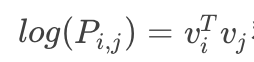 log(P_{i,j}) = v_i^T v_j